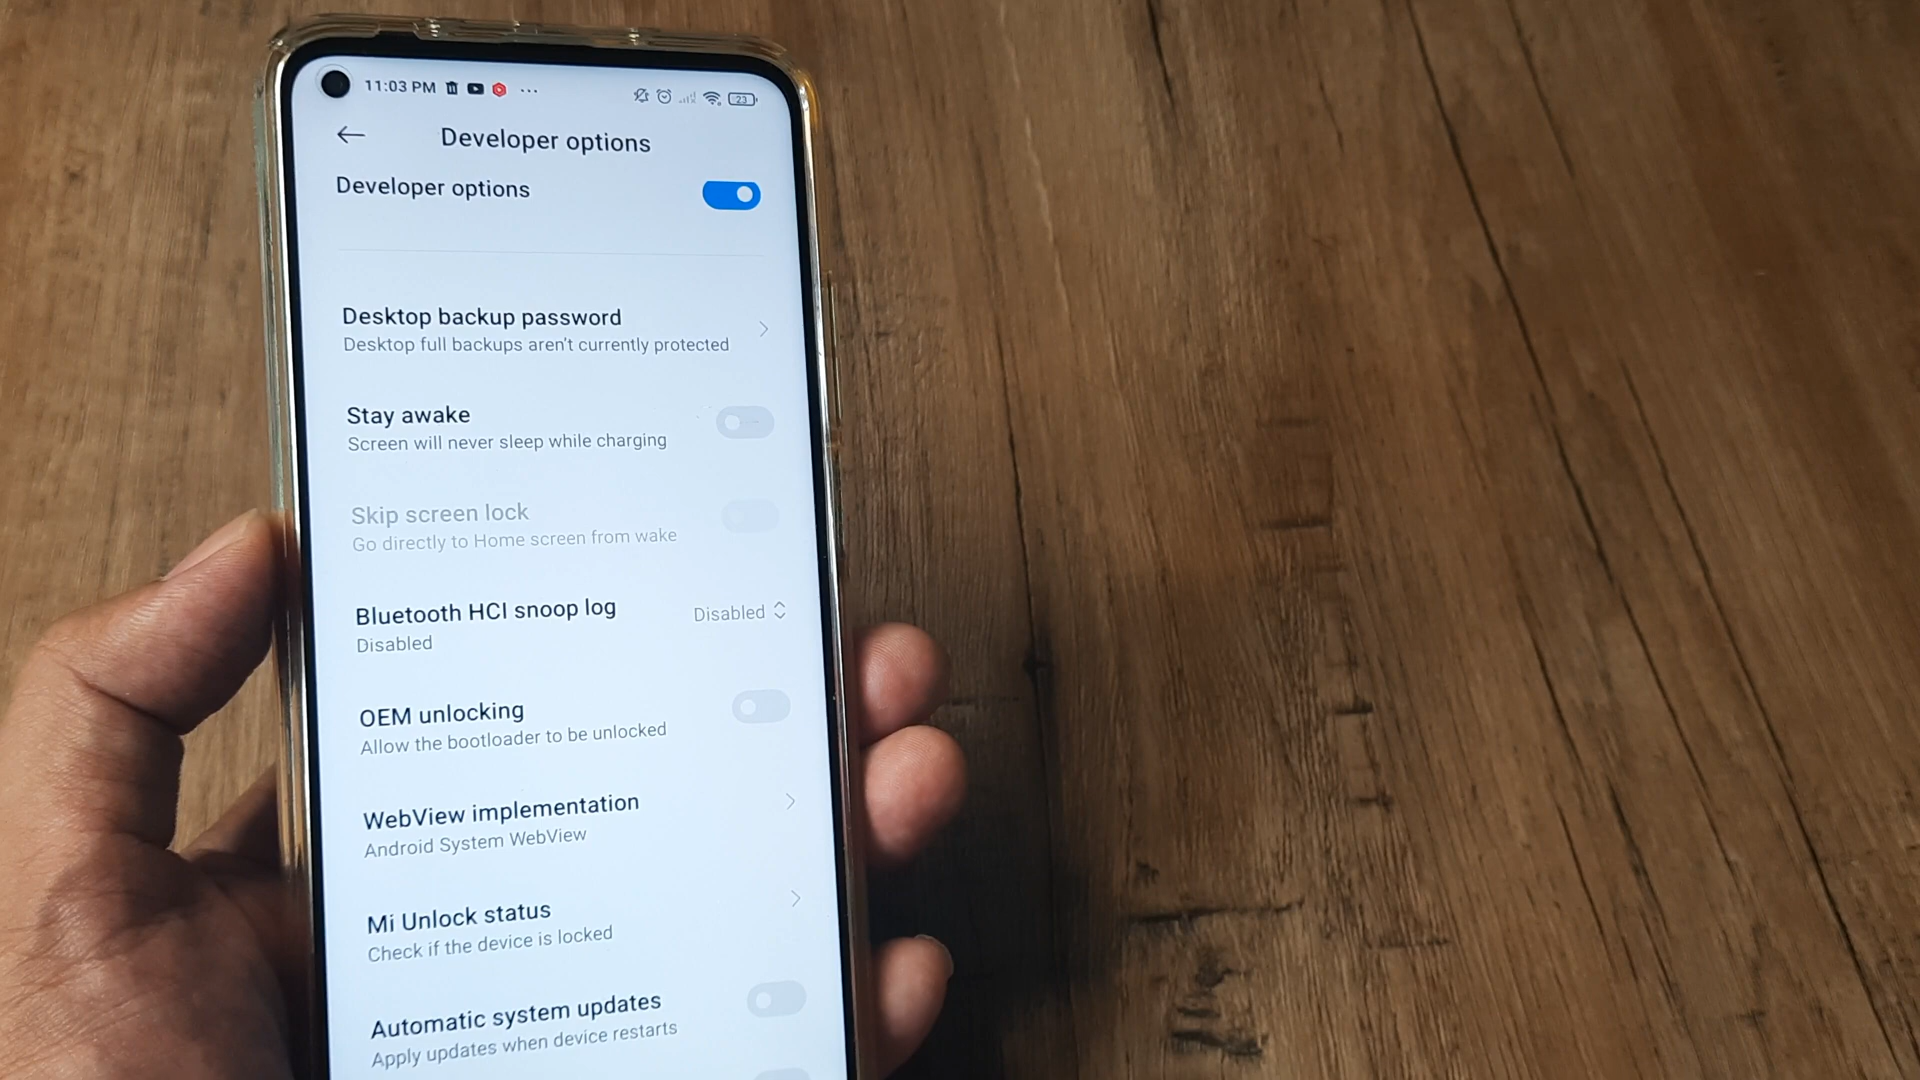 11:03 PM
23
Developer options
Developer options
Desktop backup password
Desktop full backups aren't currently protected
Stay awake
Screen will never sleep while charging
Skip screen lock
Go directly to Home screen from wake
Bluetooth HCI snoop log
Disabled
Disabled
OEM unlocking
Allow the bootloader to be unlocked
WebView implementation
Android System WebView
Mi Unlock status
Check if the device is locked
Automatic system updates
Apply updates when device restarts